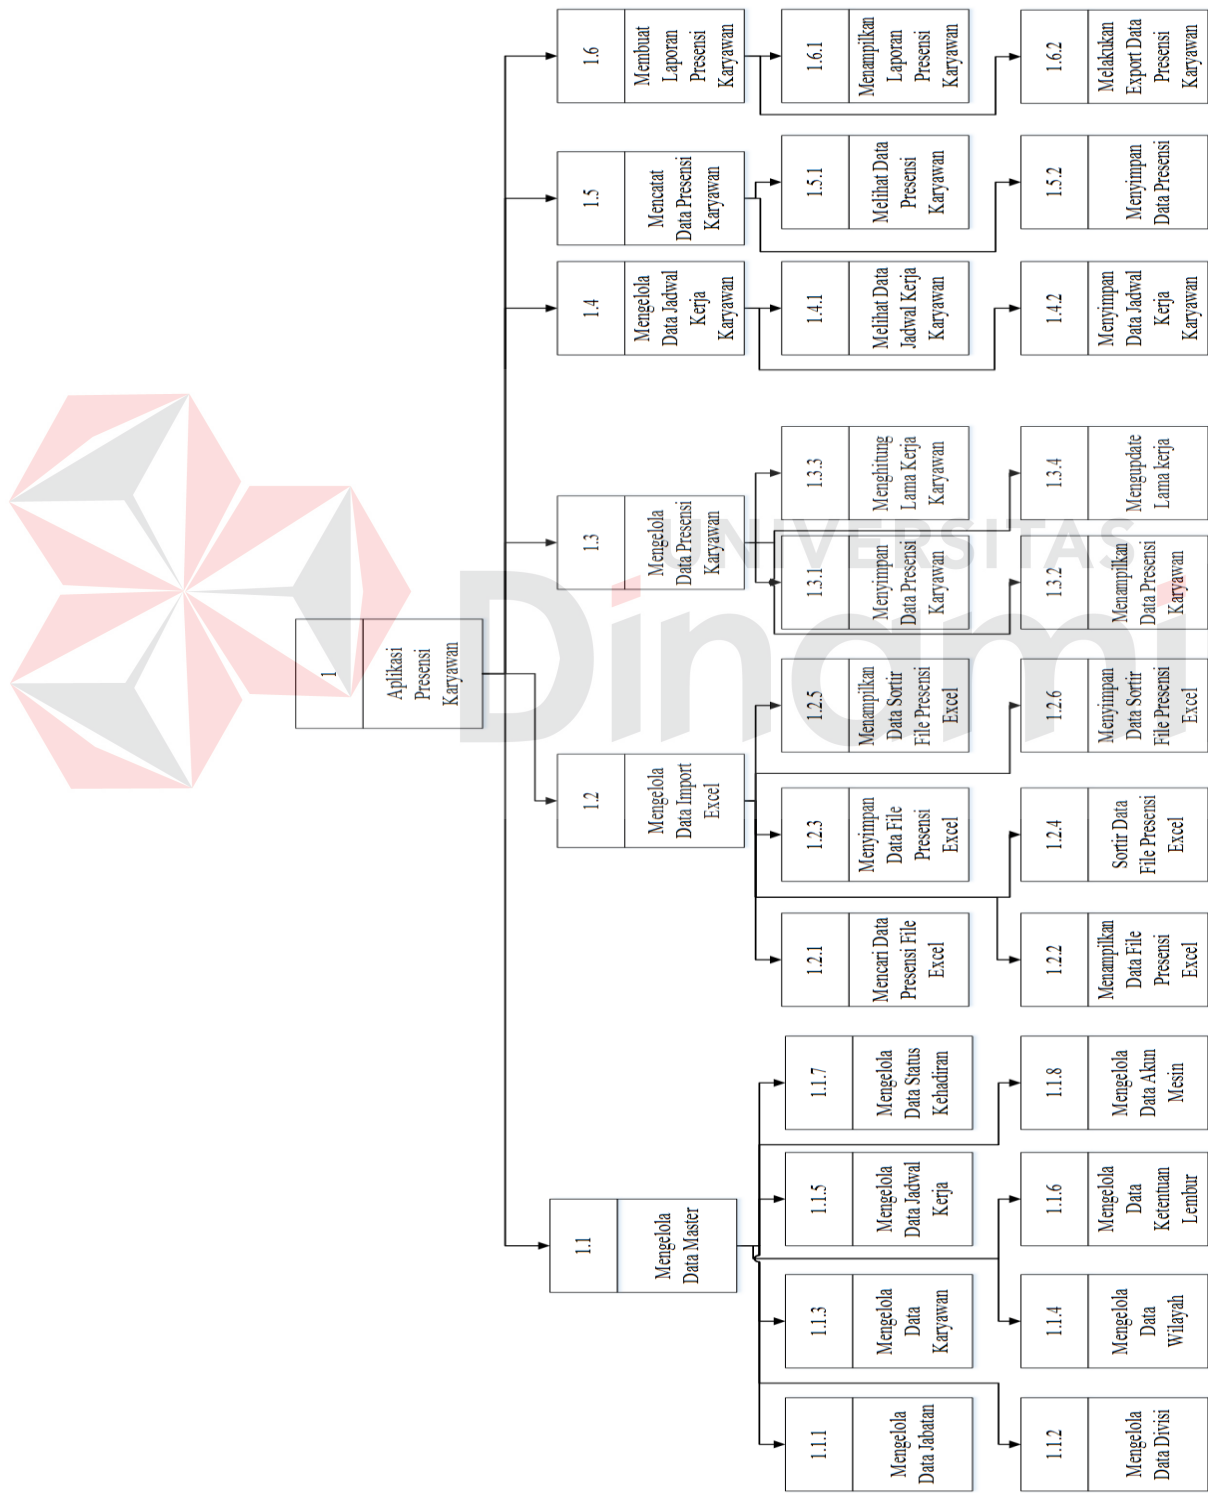 1
Aplikasi
Presensi
Karyawan
1.1
Mengelola
Data Master
1.2
Mengelola
Data Import
Excel
1.3
Mengelola
Data Presensi
Karyawan
1.4
Mengelola
Data Jadwal
Kerja
Karyawan
1.5
Mencatat
Data Presensi
Karyawan
1.6
Membuat
Laporan
Presensi
Karyawan
1.1.1
Mengelola
Data Jabatan
1.1.3
Mengelola
Data
Karyawan
1.1.5
Mengelola
Data Jadwal
Kerja
1.1.7
Mengelola
Data Status
Kehadiran
1.2.1
Mencari Data
Presensi File
Excel
1.2.3
Menyimpan
Data File
Presensi
Excel
1.2.5
Menampilkan
Data Sortir
File Presensi
Excel
1.3.1
Menyimpan
Data Presensi
Karyawan
1.3.3
Menghitung
Lama Kerja
Karyawan
1.4.1
Melihat Data
Jadwal Kerja
Karyawan
1.5.1
Melihat Data
Presensi
Karyawan
1.6.1
Menampilkan
Laporan
Presensi
Karyawan
1.1.2
Mengelola
Data Divisi
1.1.4
Mengelola
Data
Wilayah
1.1.6
Mengelola
Data
Ketentuan
Lembur
1.1.8
Mengelola
Data Akun
Mesin
1.2.2
Menampilkan
Data File
Presensi
Excel
1.2.4
Sortir Data
File Presensi
Excel
1.2.6
Menyimpan
Data Sortir
File Presensi
Excel
1.3.2
Menampilkan
Data Presensi
Karyawan
1.3.4
Mengupdate
Lama kerja
1.4.2
Menyimpan
Data Jadwal
Kerja
Karyawan
1.5.2
Menyimpan
Data Presensi
1.6.2
Melakukan
Export Data
Presensi
Karyawan
UNIVERSITAS
Dinami